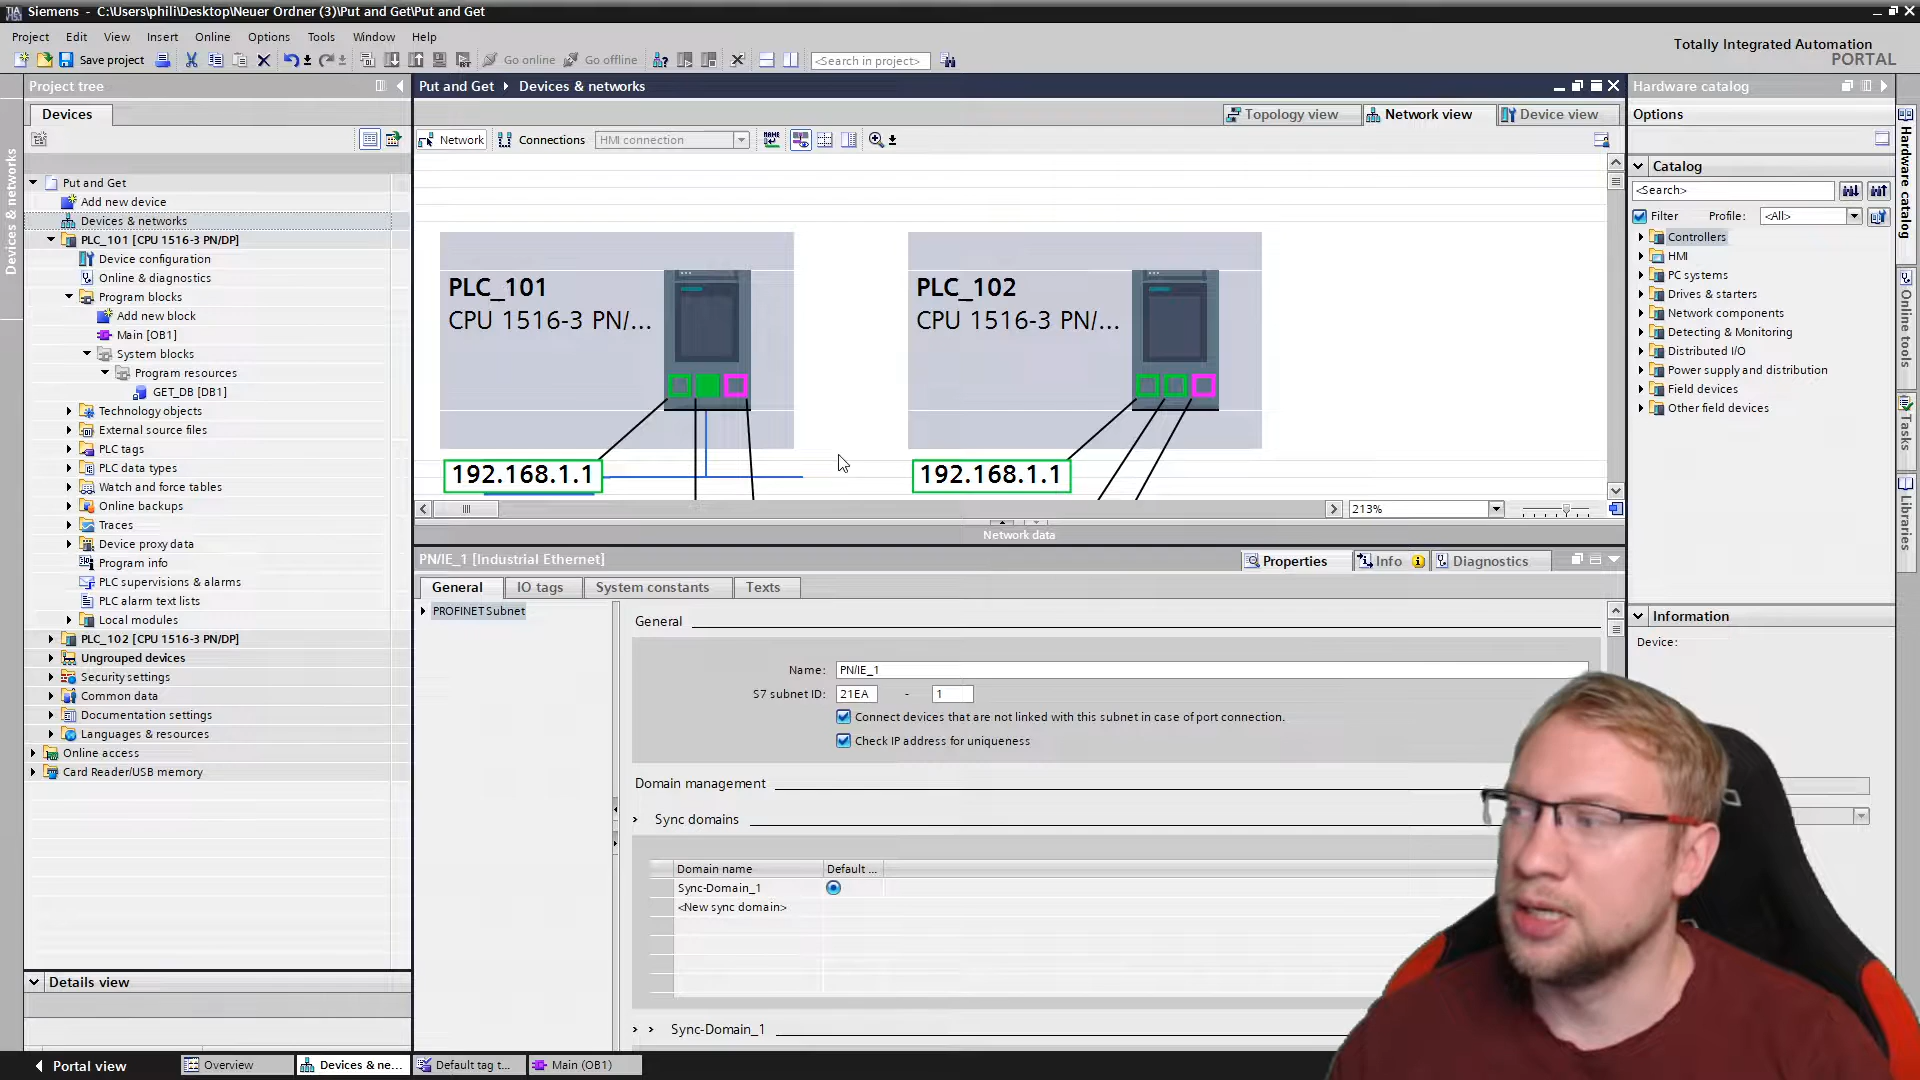 Siemens - C:\Users\phili\Desktop\Neuer Ordner (3)\Put and Get\Put and Get
Project Edit View Insert Online Options Tools Window Help
Totally Integrated Automation
PORTAL
Save project
Go online
Go offline
<Search in project>
Project tree
Devices
Devices & networks
Put and Get
Add new device
Devices & networks
PLC_101 [CPU 1516-3 PN/DP]
Device configuration
Online & diagnostics
Program blocks
Add new block
Main [OB1]
System blocks
Program resources
GET_DB [DB1]
Technology objects
External source files
PLC tags
PLC data types
Watch and force tables
Online backups
Traces
Device proxy data
Program info
PLC supervisions & alarms
PLC alarm text lists
Local modules
PLC_102 [CPU 1516-3 PN/DP]
Ungrouped devices
Security settings
Common data
Documentation settings
Languages & resources
Online access
Card Reader/USB memory
Details view
Put and Get Devices & networks
Topology view
Network view
Device view
Network
Connections
HMI connection
PLC_101
CPU 1516-3 PN/...
192.168.1.1
PLC_102
CPU 1516-3 PN/...
192.168.1.1
213%
Network data
PN/IE_1 [Industrial Ethernet]
Properties
Info
Diagnostics
General
IO tags
System constants
Texts
PROFINET Subnet
General
Name: PN/IE_1
S7 subnet ID: 21EA - 1
Connect devices that are not linked with this subnet in case of port connection.
Check IP address for uniqueness
Domain management
Sync domains
Domain name Default ...
Sync-Domain_1
<New sync domain>
Sync-Domain_1
Hardware catalog
Options
Catalog
<Search>
Filter Profile: <All>
Controllers
HMI
PC systems
Drives & starters
Network components
Detecting & Monitoring
Distributed I/O
Power supply and distribution
Field devices
Other field devices
Information
Device:
Hardware catalog
Online tools
Tasks
Libraries
Portal view
Overview
Devices & ne...
Default tag t...
Main (OB1)